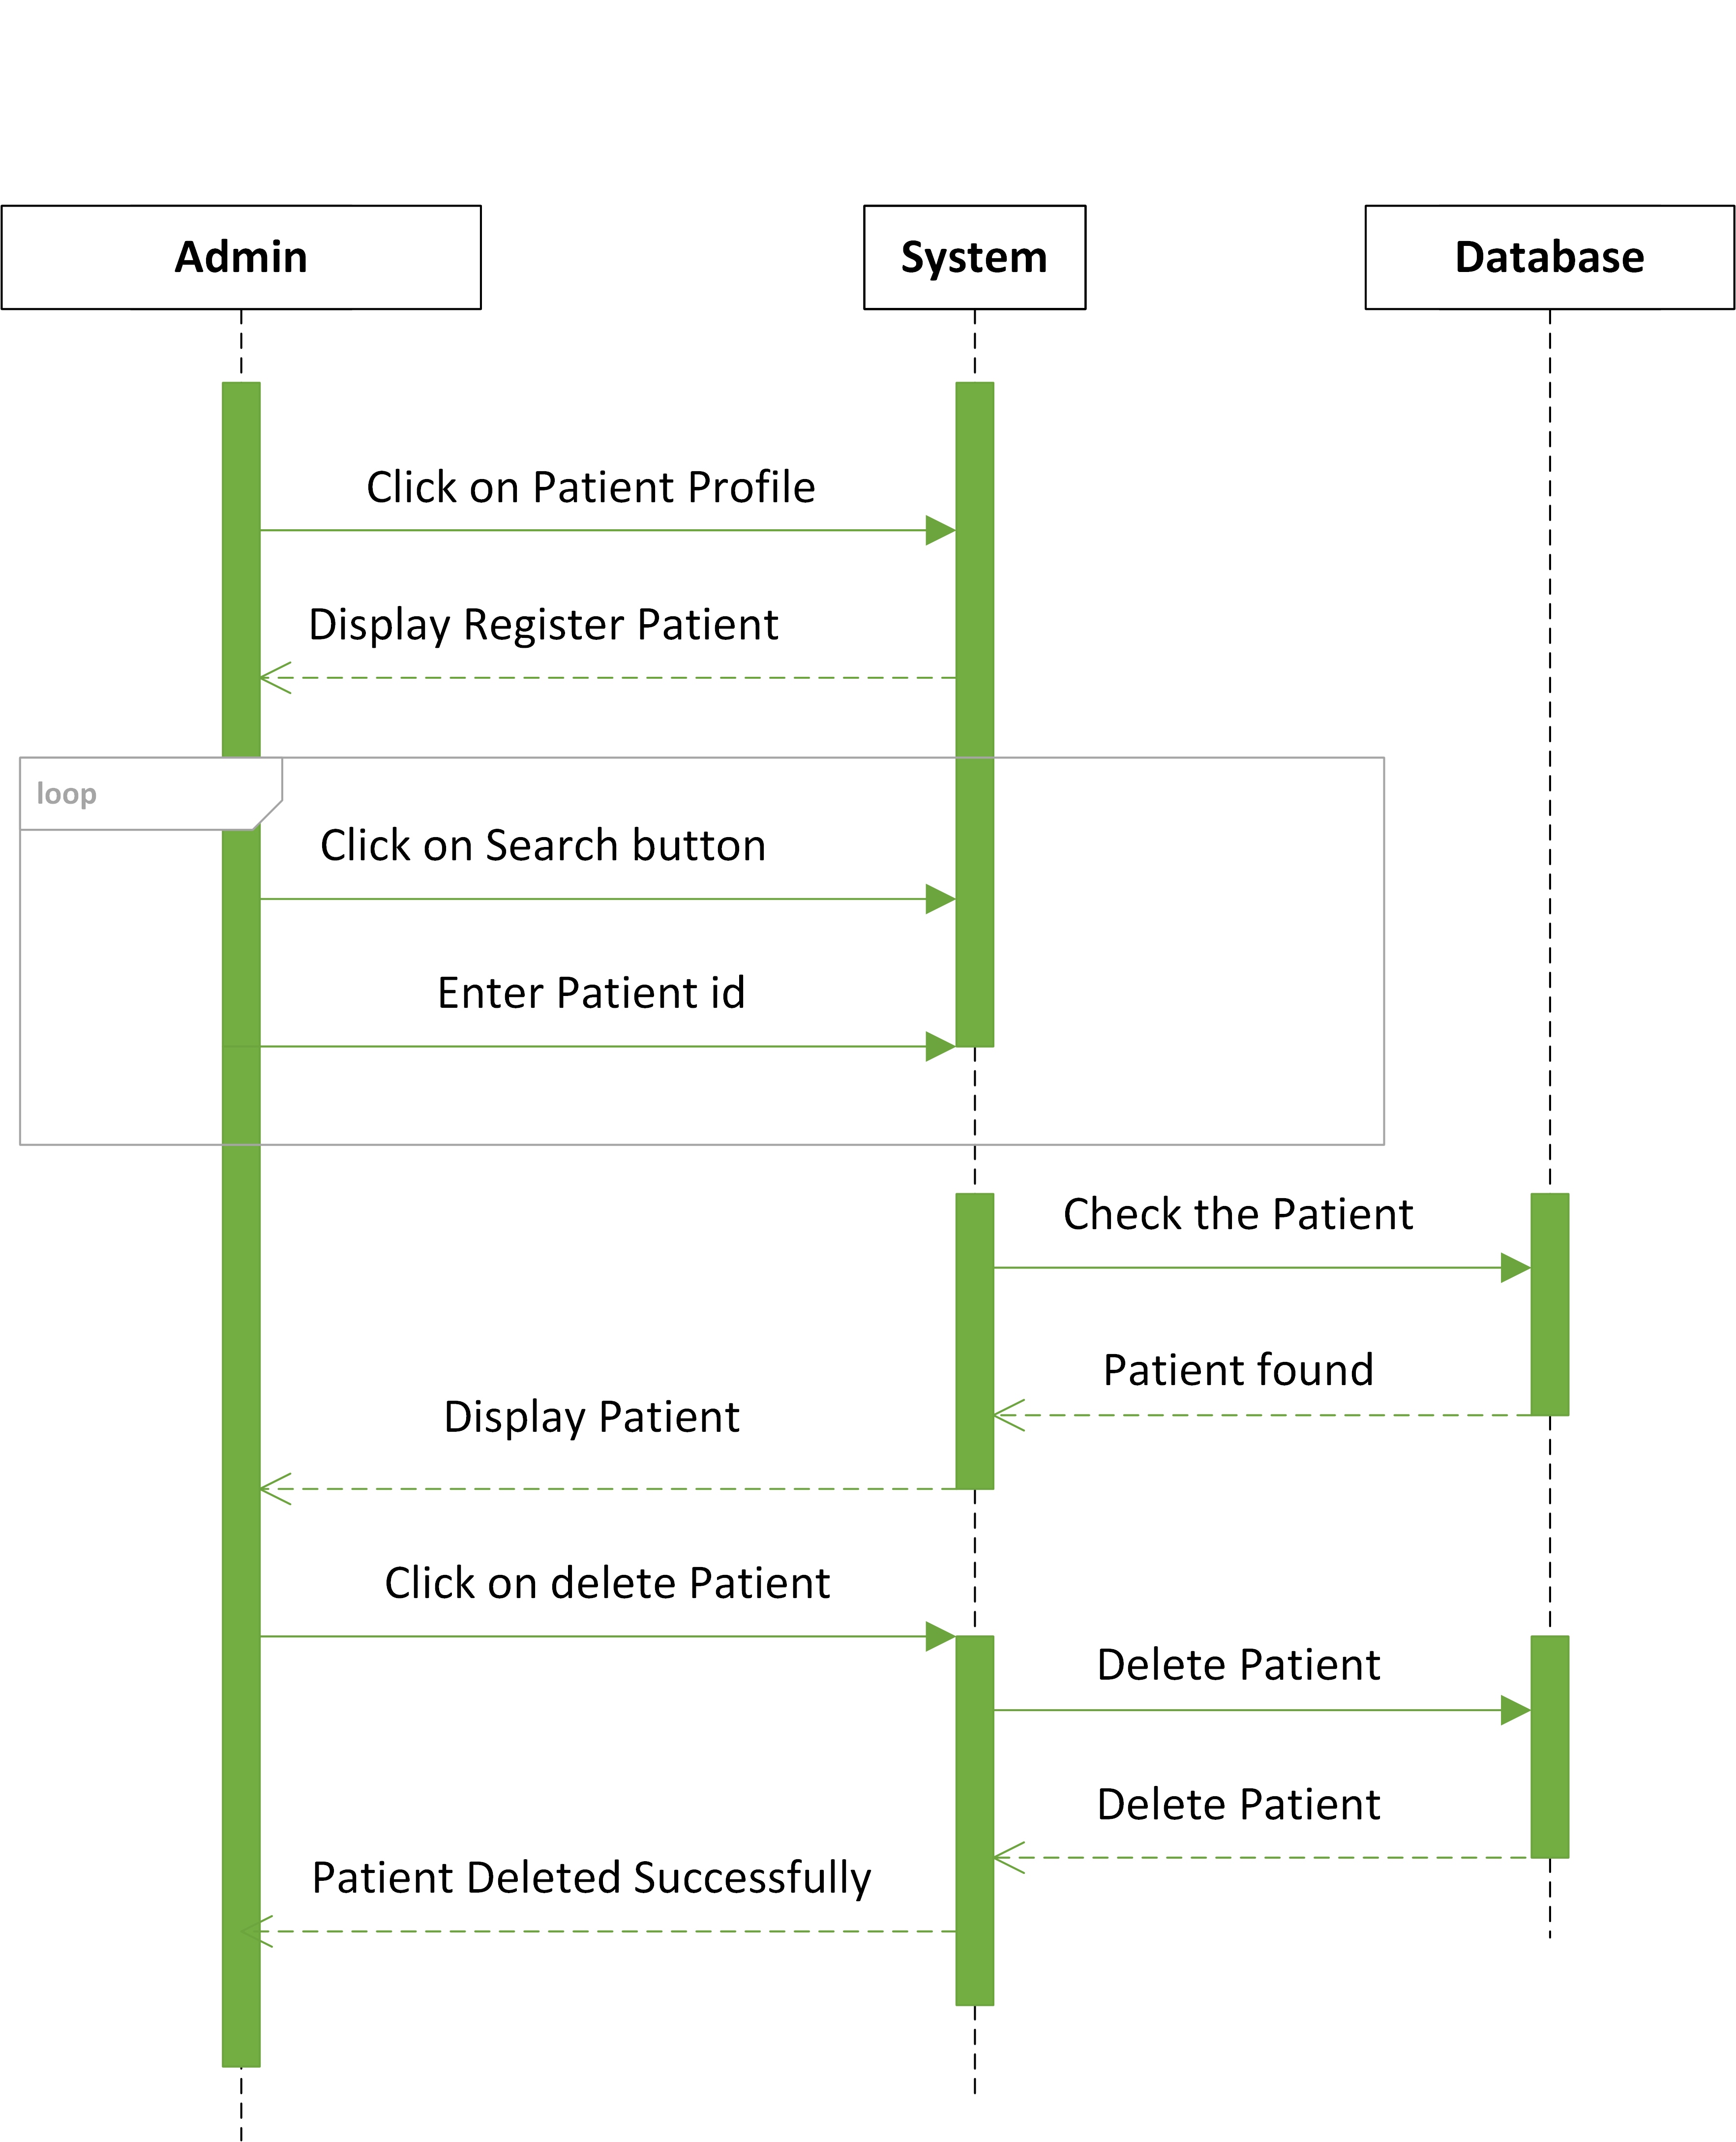 Admin
System
Database
Click on Patient Profile
Display Register Patient
loop
Click on Search button
Enter Patient id
Check the Patient
Patient found
Display Patient
Click on delete Patient
Delete Patient
Delete Patient
Patient Deleted Successfully